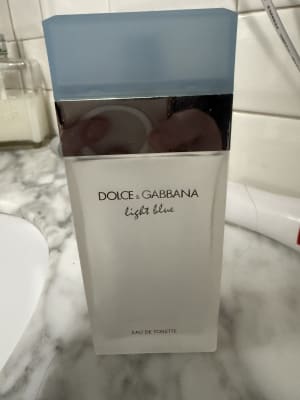 DOLCE & GABBANA
light blue
EAU DE TOILETTE